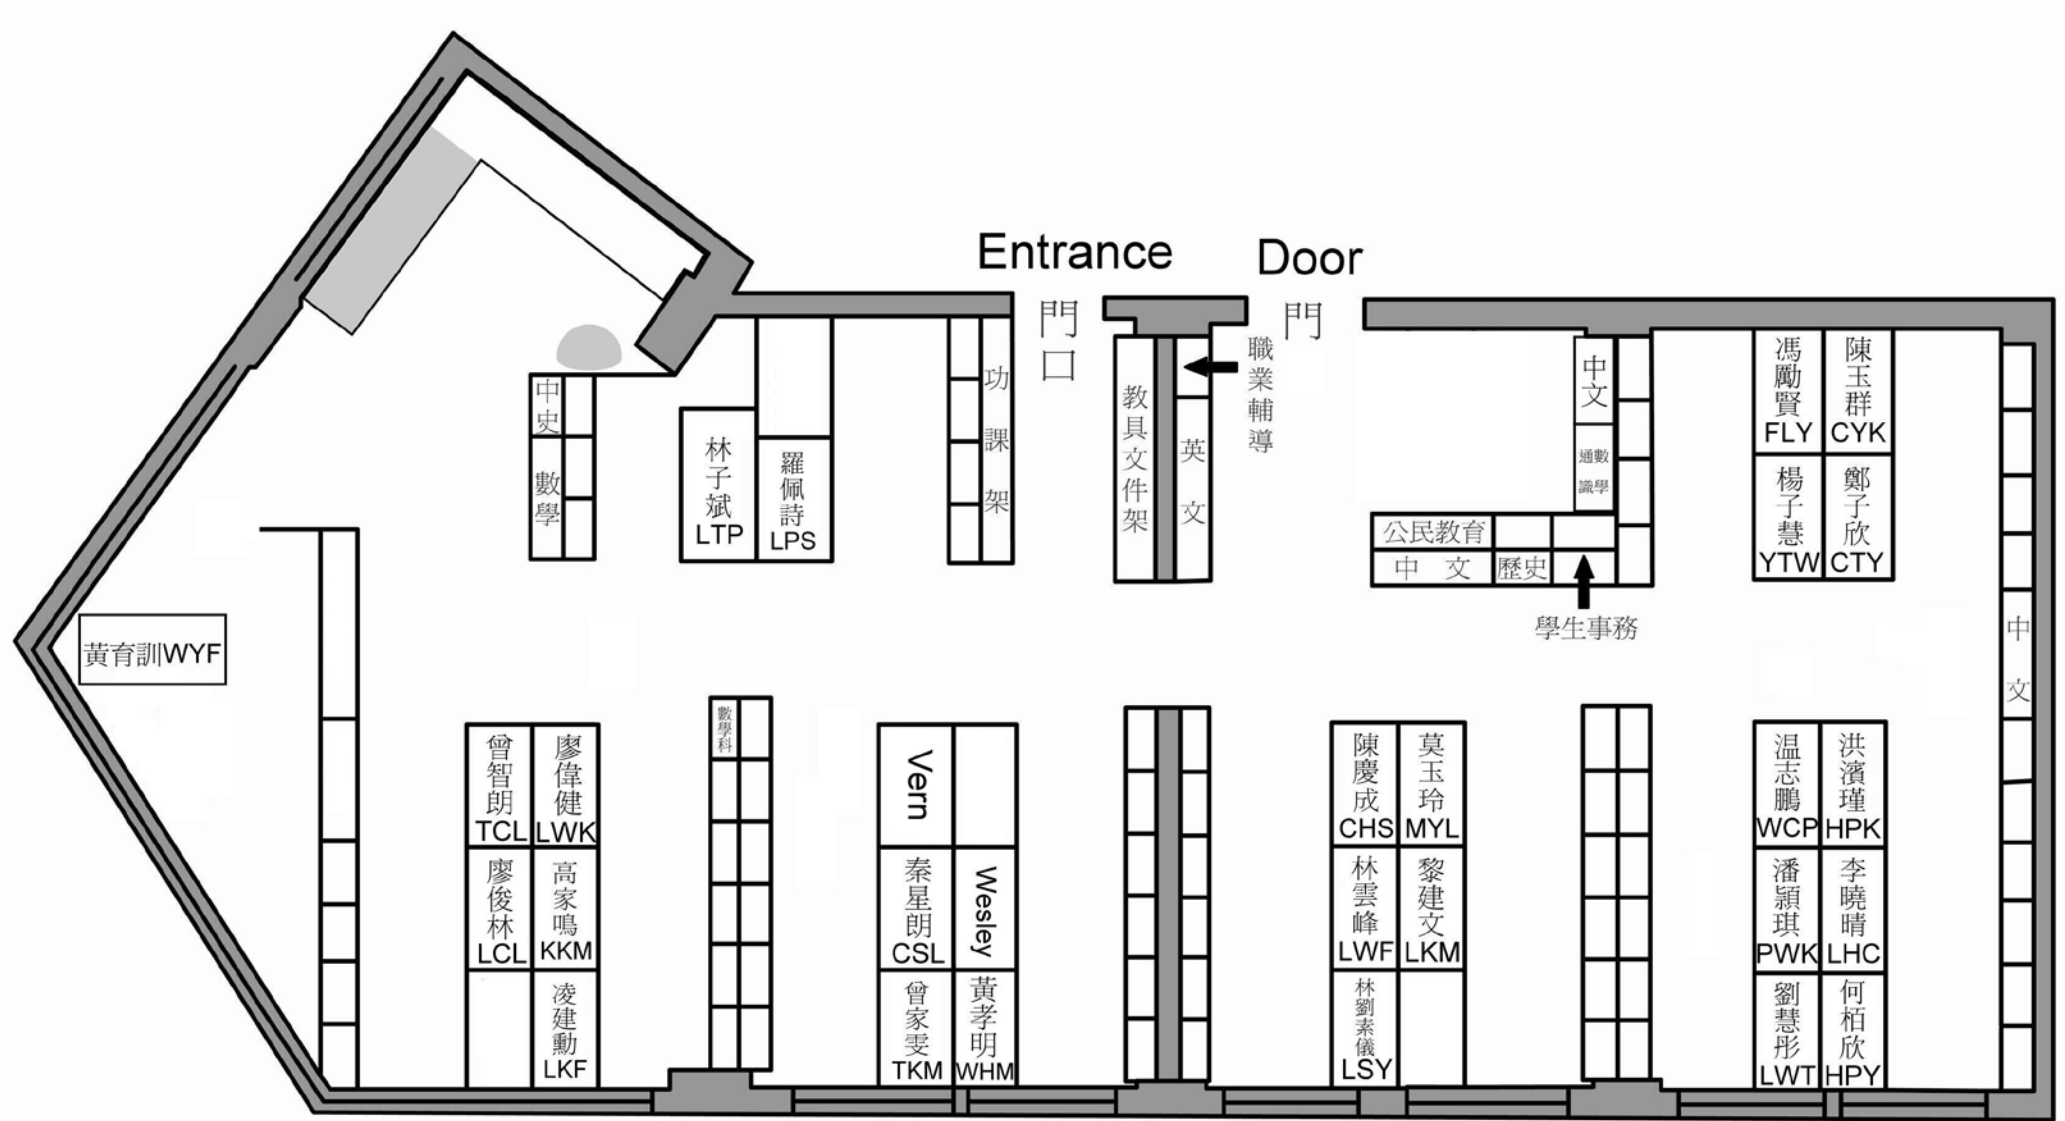 Entrance
Door
門口
門
職業輔導
中史
數學
林子斌
LTP
羅佩詩
LPS
功課架
教具文件架
英文
中文
通識
數學
公民教育
中文
歷史
學生事務
馮勵賢
FLY
陳玉群
CYK
楊子慧
YTW
鄭子欣
CTY
中文
黃育訓WYF
曾智朗
TCL
廖偉健
LWK
廖俊林
LCL
高家鳴
KKM
凌建勳
LKF
數學科
Vern
秦星朗
CSL
Wesley
曾家雯
TKM
黃孝明
WHM
陳慶成
CHS
莫玉玲
MYL
林雲峰
LWF
黎建文
LKM
林劉素儀
LSY
温志鵬
WCP
洪濱瑾
HPK
潘頴琪
PWK
李曉晴
LHC
劉慧彤
LWT
何栢欣
HPY